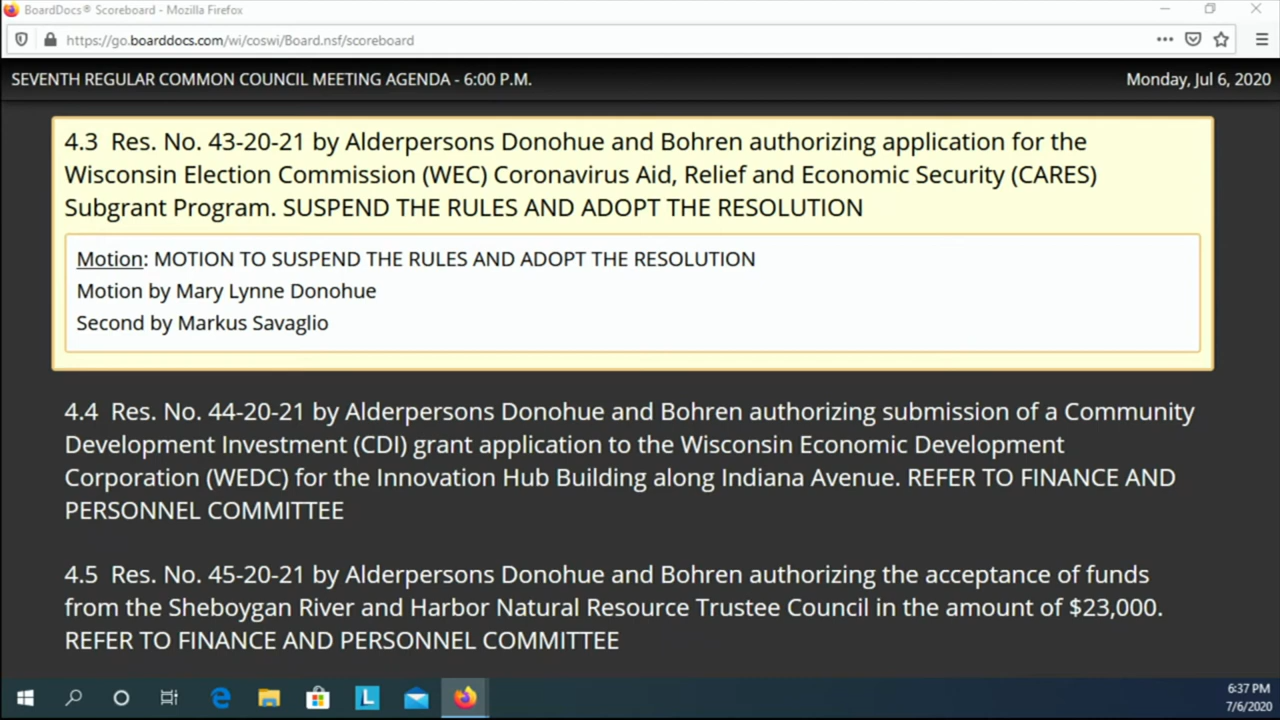 BoardDocs® Scoreboard - Mozilla Firefox
https://go.boarddocs.com/wi/coswi/Board.nsf/scoreboard
SEVENTH REGULAR COMMON COUNCIL MEETING AGENDA - 6:00 P.M.
Monday, Jul 6, 2020
4.3 Res. No. 43-20-21 by Alderpersons Donohue and Bohren authorizing application for the
Wisconsin Election Commission (WEC) Coronavirus Aid, Relief and Economic Security (CARES)
Subgrant Program. SUSPEND THE RULES AND ADOPT THE RESOLUTION
Motion: MOTION TO SUSPEND THE RULES AND ADOPT THE RESOLUTION
Motion by Mary Lynne Donohue
Second by Markus Savaglio
4.4 Res. No. 44-20-21 by Alderpersons Donohue and Bohren authorizing submission of a Community
Development Investment (CDI) grant application to the Wisconsin Economic Development
Corporation (WEDC) for the Innovation Hub Building along Indiana Avenue. REFER TO FINANCE AND
PERSONNEL COMMITTEE
4.5 Res. No. 45-20-21 by Alderpersons Donohue and Bohren authorizing the acceptance of funds
from the Sheboygan River and Harbor Natural Resource Trustee Council in the amount of $23,000.
REFER TO FINANCE AND PERSONNEL COMMITTEE
L
6:37 PM
7/6/2020